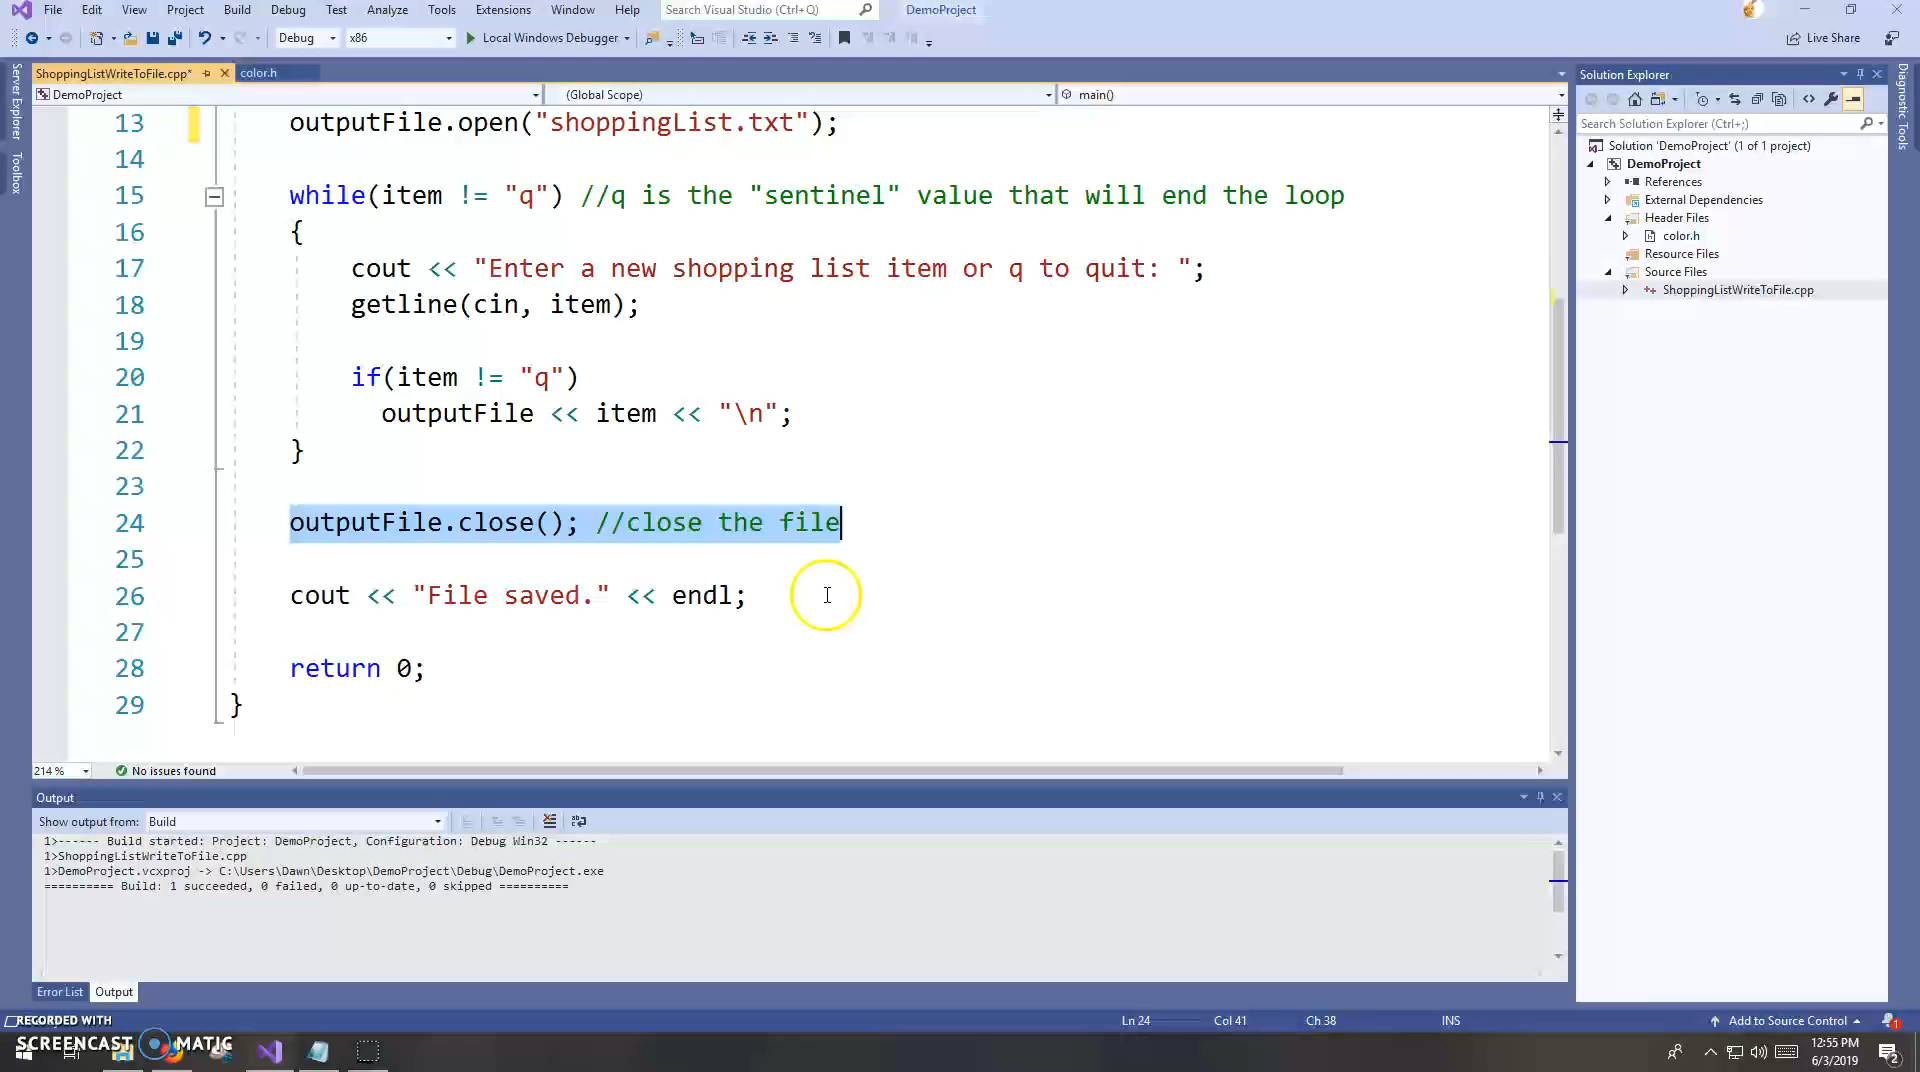 File Edit View Project Build Debug Test Analyze Tools Extensions Window Help Search Visual Studio (Ctrl+Q) DemoProject
Debug x86 Local Windows Debugger Live Share
ShoppingListWriteToFile.cpp* color.h
DemoProject (Global Scope) main()
Server Explorer
Toolbox
13 outputFile.open("shoppingList.txt");
14
15 while(item != "q") //q is the "sentinel" value that will end the loop
16 {
17 cout << "Enter a new shopping list item or q to quit: ";
18 getline(cin, item);
19
20 if(item != "q")
21 outputFile << item << "\n";
22 }
23
24 outputFile.close(); //close the file
25
26 cout << "File saved." << endl;
27
28 return 0;
29 }
214 % No issues found
Output
Show output from: Build
1>------ Build started: Project: DemoProject, Configuration: Debug Win32 ------
1>ShoppingListWriteToFile.cpp
1>DemoProject.vcxproj -> C:\Users\Dawn\Desktop\DemoProject\Debug\DemoProject.exe
========== Build: 1 succeeded, 0 failed, 0 up-to-date, 0 skipped ==========
Error List Output
Solution Explorer
Search Solution Explorer (Ctrl+;)
Solution 'DemoProject' (1 of 1 project)
DemoProject
References
External Dependencies
Header Files
color.h
Resource Files
Source Files
ShoppingListWriteToFile.cpp
Diagnostic Tools
RECORDED WITH
SCREENCAST MATIC
Ln 24 Col 41 Ch 38 INS Add to Source Control 1
12:55 PM
6/3/2019
2